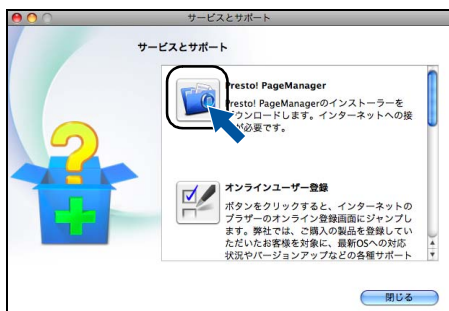 サービスとサポート
サービスとサポート
Presto! PageManager
Presto! PageManagerのインストーラーを
ダウンロードします。インターネットへの接
が必要です。
オンラインユーザー登録
ボタンをクリックすると、インターネットの
ブラザーのオンライン登録画面にジャンプし
ます。弊社では、ご購入の製品を登録してい
ただいたお客様を対象に、最新OSへの対応
状況やバージョンアップなどの各種サポート
閉じる